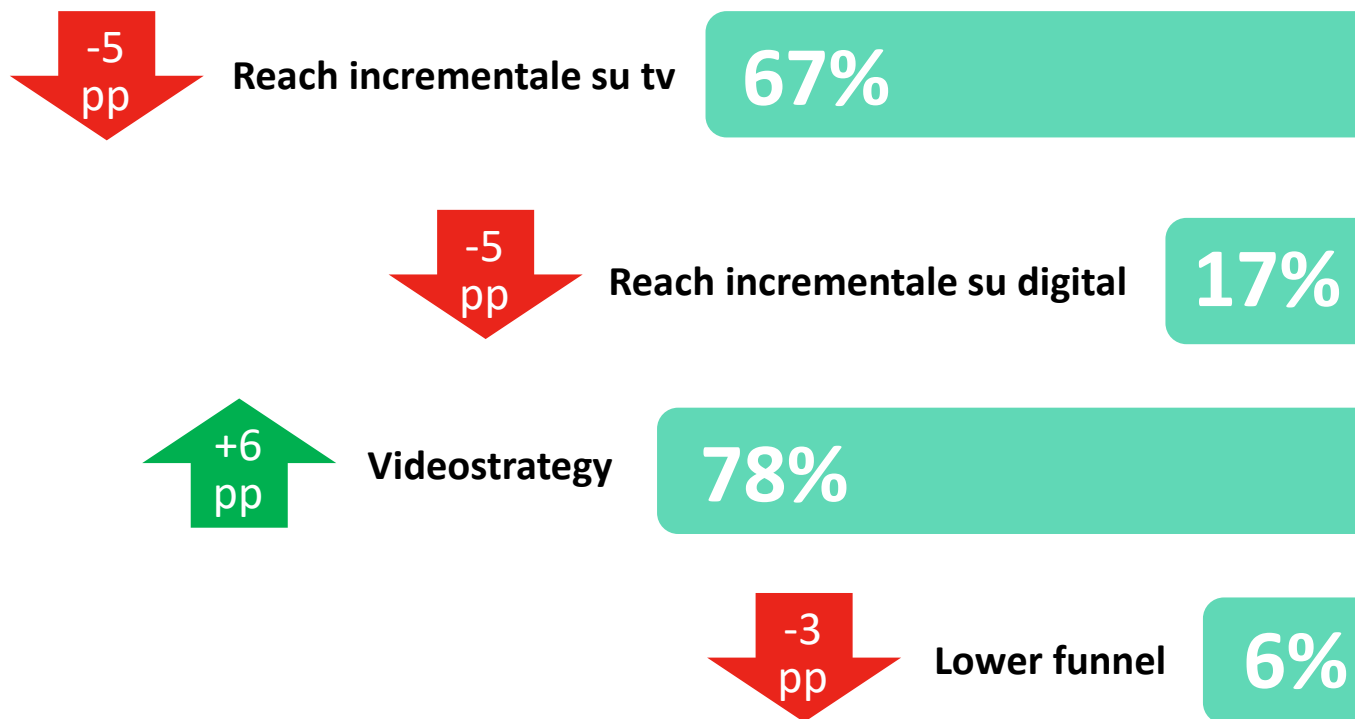 -5
pp
Reach incrementale su tv
67%
-5
pp
Reach incrementale su digital
17%
+6
pp
Videostrategy
78%
-3
pp
Lower funnel
6%